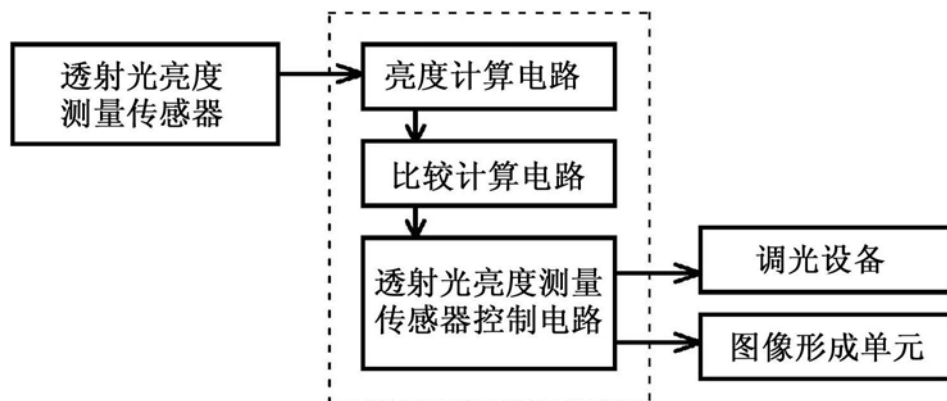 透射光亮度
测量传感器
亮度计算电路
比较计算电路
透射光亮度测量
传感器控制电路
调光设备
图像形成单元